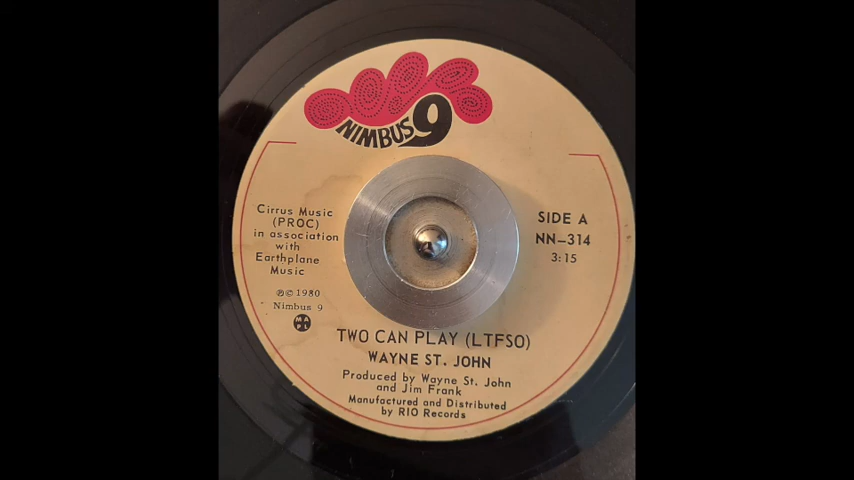 NIMBUS 9
Cirrus Music
(PROC)
in association
with
Earthplane
Music
℗©1980
Nimbus 9
MA
PL
SIDE A
NN–314
3:15
TWO CAN PLAY (LTFSO)
WAYNE ST. JOHN
Produced by Wayne St. John
and Jim Frank
Manufactured and Distributed
by RIO Records